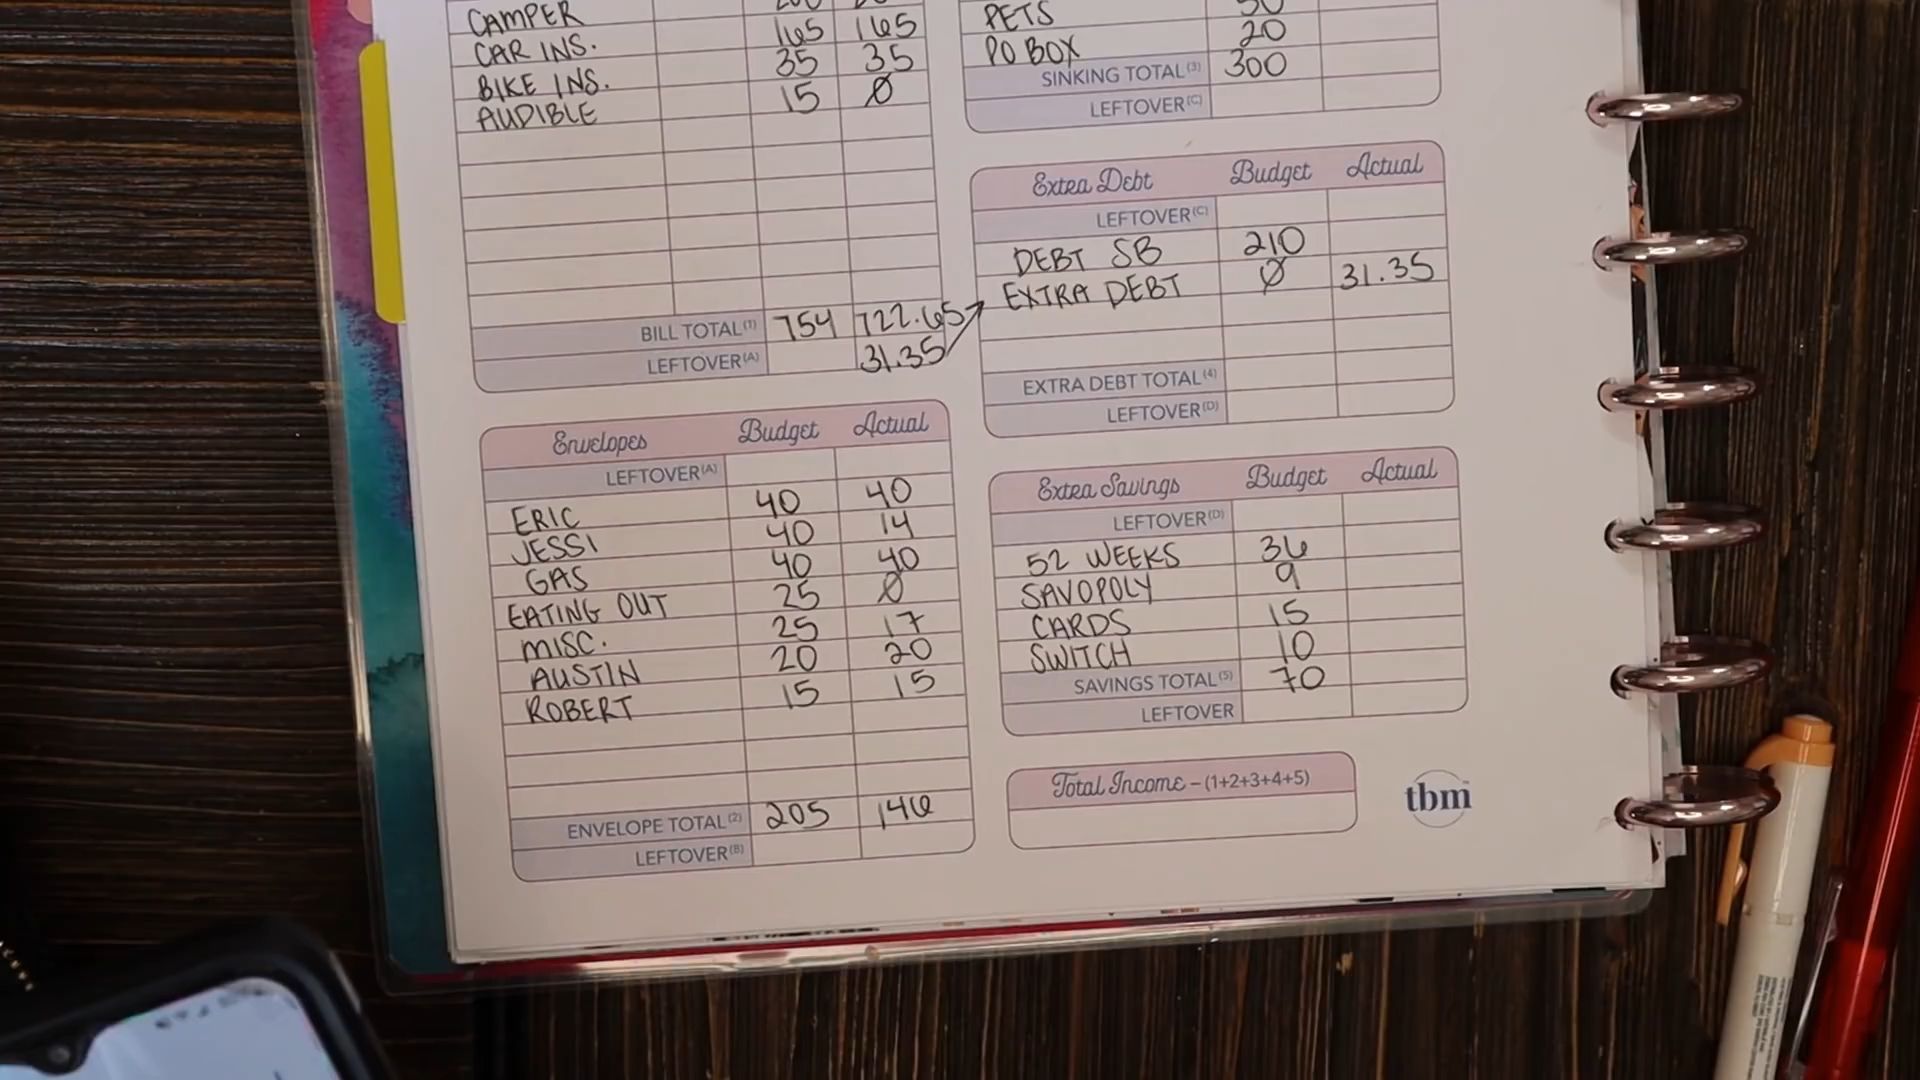 CAMPER
CAR INS. 165 165
BIKE INS. 35 35
AUDIBLE 15 Ø
BILL TOTAL(1) 754 722.65
LEFTOVER(A) 31.35
Envelopes Budget Actual
LEFTOVER(A)
ERIC 40 40
JESSI 40 14
GAS 40 40
EATING OUT 25 Ø
MISC. 25 17
AUSTIN 20 20
ROBERT 15 15
ENVELOPE TOTAL(2) 205 146
LEFTOVER(B)
PETS
PO BOX 20
SINKING TOTAL(3) 300
LEFTOVER(C)
Extra Debt Budget Actual
LEFTOVER(C)
DEBT SB 210
EXTRA DEBT Ø 31.35
EXTRA DEBT TOTAL(4)
LEFTOVER(D)
Extra Savings Budget Actual
LEFTOVER(D)
52 WEEKS 36
SAVOPOLY 9
CARDS 15
SWITCH 10
SAVINGS TOTAL(5) 70
LEFTOVER
Total Income - (1+2+3+4+5)
tbm